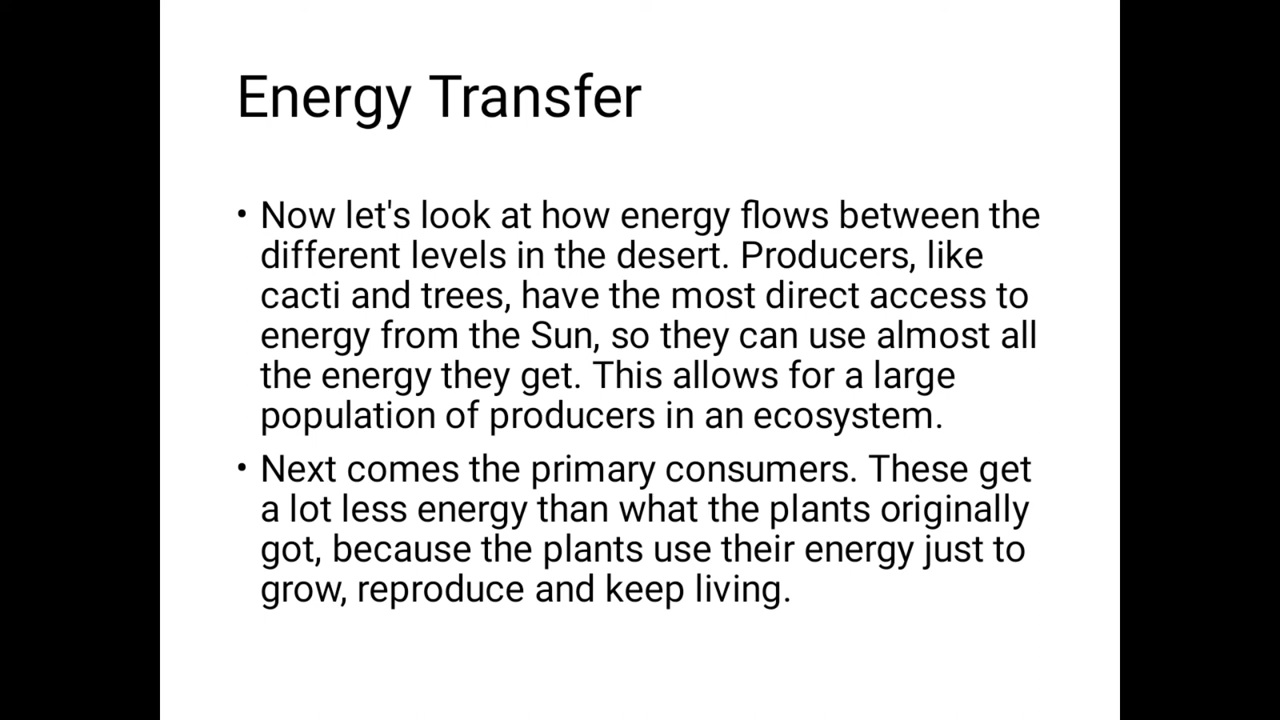 Energy Transfer
• Now let's look at how energy flows between the
different levels in the desert. Producers, like
cacti and trees, have the most direct access to
energy from the Sun, so they can use almost all
the energy they get. This allows for a large
population of producers in an ecosystem.
• Next comes the primary consumers. These get
a lot less energy than what the plants originally
got, because the plants use their energy just to
grow, reproduce and keep living.